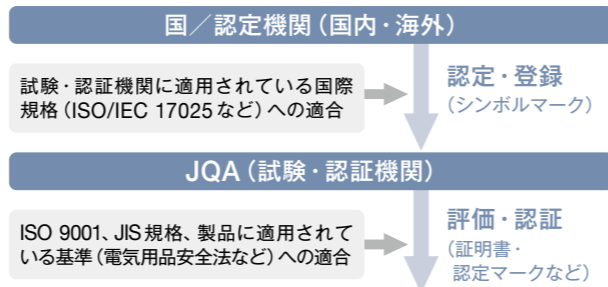 国／認定機関（国内・海外）
試験・認証機関に適用されている国際
規格（ISO/IEC 17025など）への適合
認定・登録
（シンボルマーク）
JQA（試験・認証機関）
ISO 9001、JIS規格、製品に適用されて
いる基準（電気用品安全法など）への適合
評価・認証
（証明書・
認定マークなど）